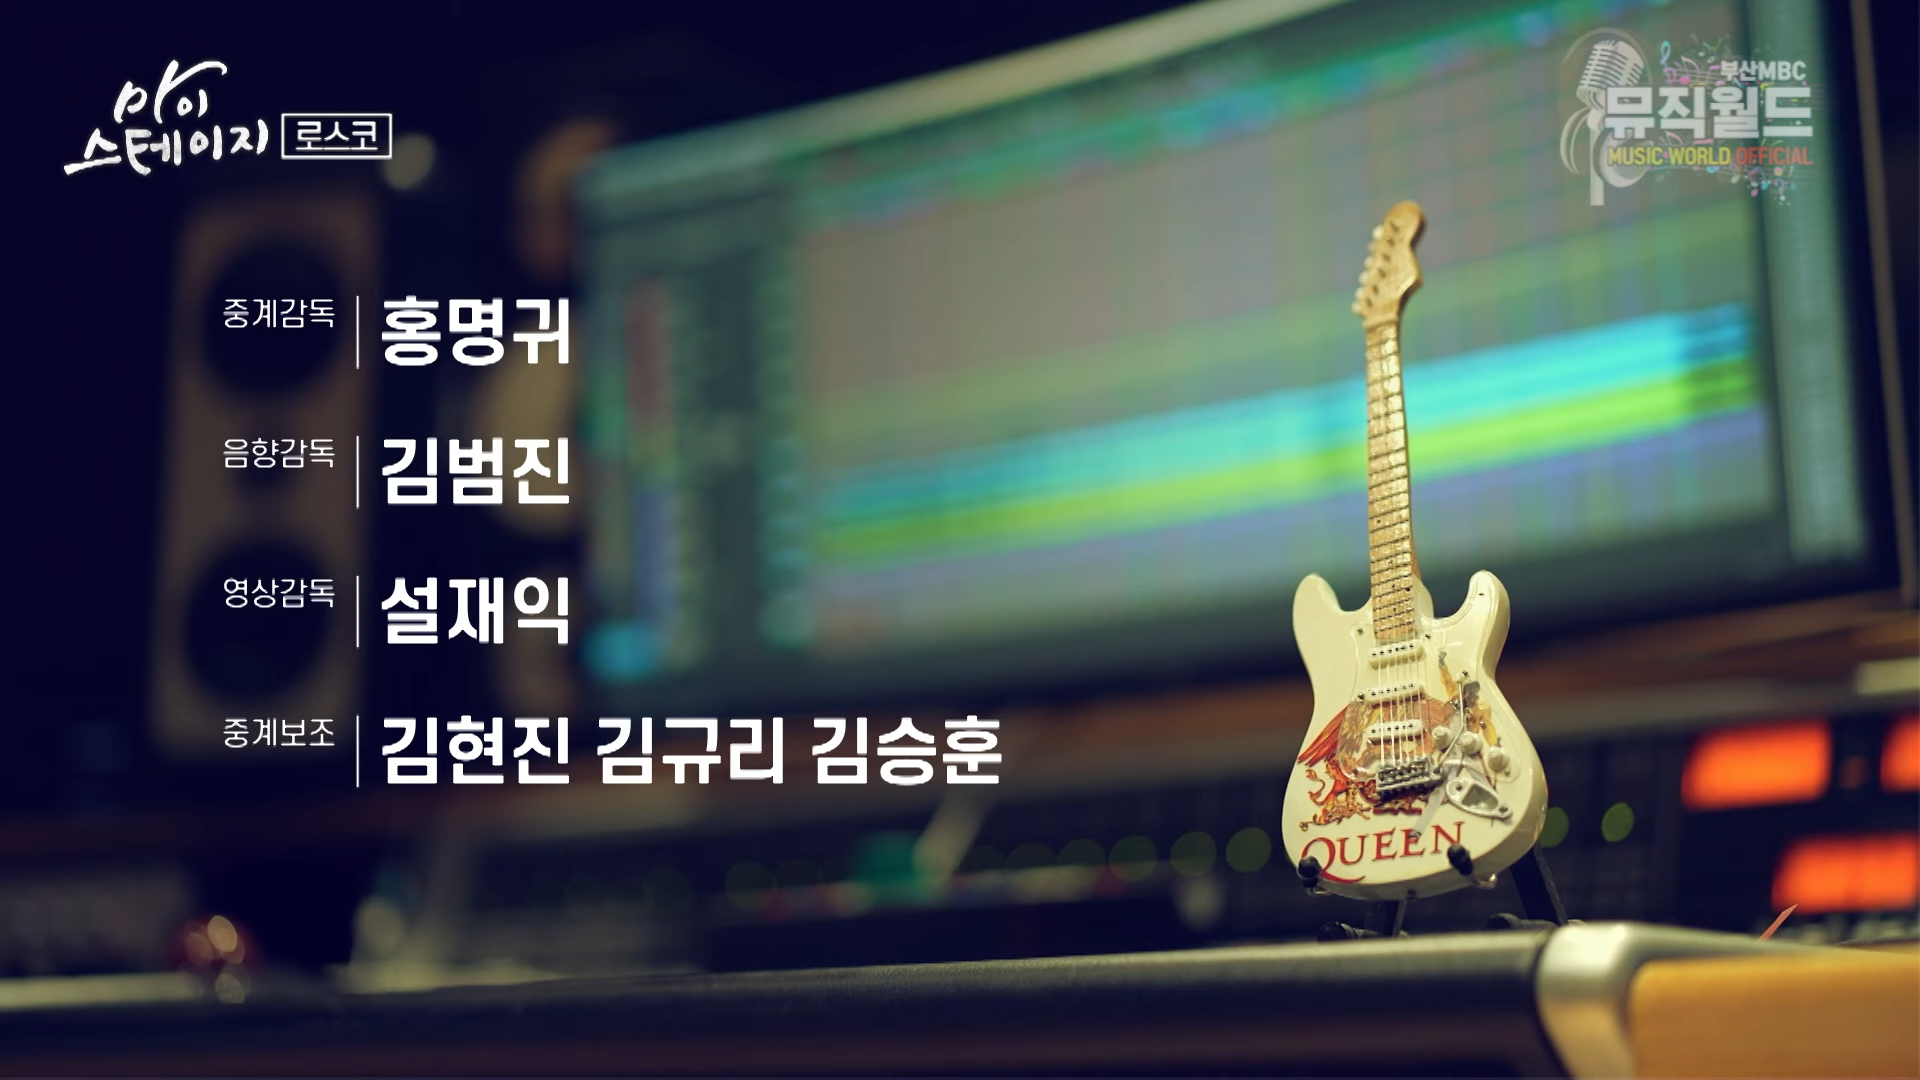 마이
스테이지 로스코
부산MBC
뮤직월드
MUSIC WORLD OFFICIAL
중계감독 홍명귀
음향감독 김범진
영상감독 설재익
중계보조 김현진 김규리 김승훈
QUEEN